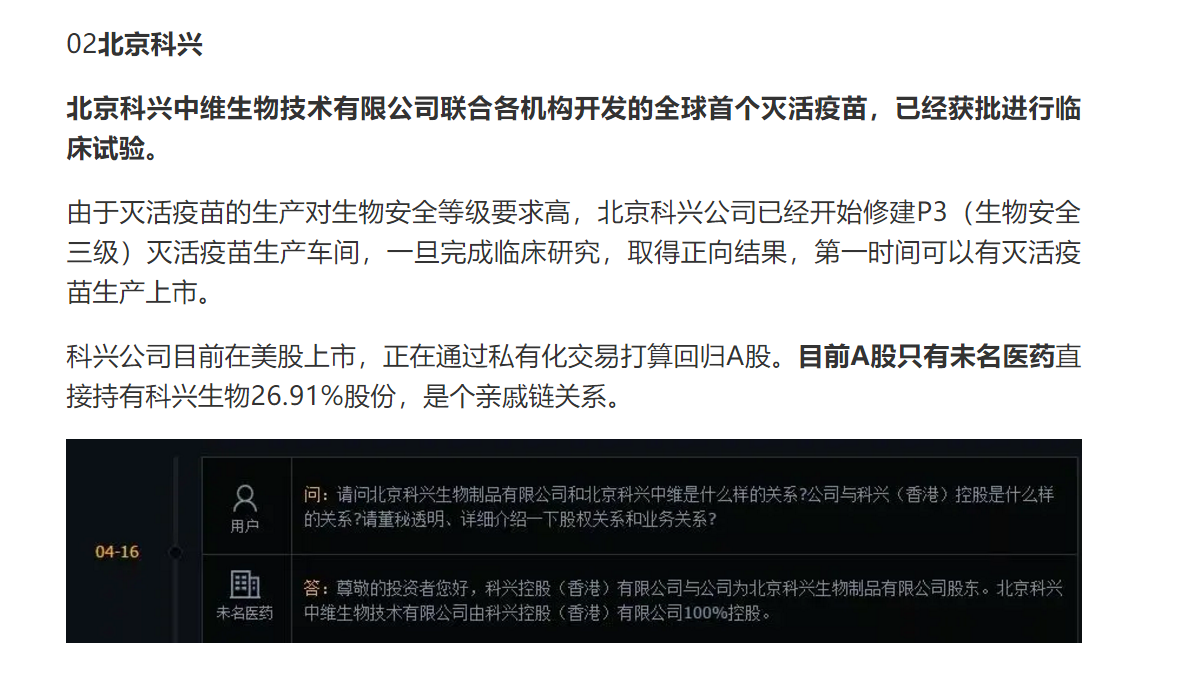 02北京科兴
北京科兴中维生物技术有限公司联合各机构开发的全球首个灭活疫苗，已经获批进行临
床试验。
由于灭活疫苗的生产对生物安全等级要求高，北京科兴公司已经开始修建P3（生物安全
三级）灭活疫苗生产车间，一旦完成临床研究，取得正向结果，第一时间可以有灭活疫
苗生产上市。
科兴公司目前在美股上市，正在通过私有化交易打算回归A股。目前A股只有未名医药直
接持有科兴生物26.91%股份，是个亲戚链关系。
04-16
用户
问：请问北京科兴生物制品有限公司和北京科兴中维是什么样的关系?公司与科兴（香港）控股是什么样
的关系?请董秘透明、详细介绍一下股权关系和业务关系?
未名医药
答：尊敬的投资者您好，科兴控股（香港）有限公司与公司为北京科兴生物制品有限公司股东。北京科兴
中维生物技术有限公司由科兴控股（香港）有限公司100%控股。